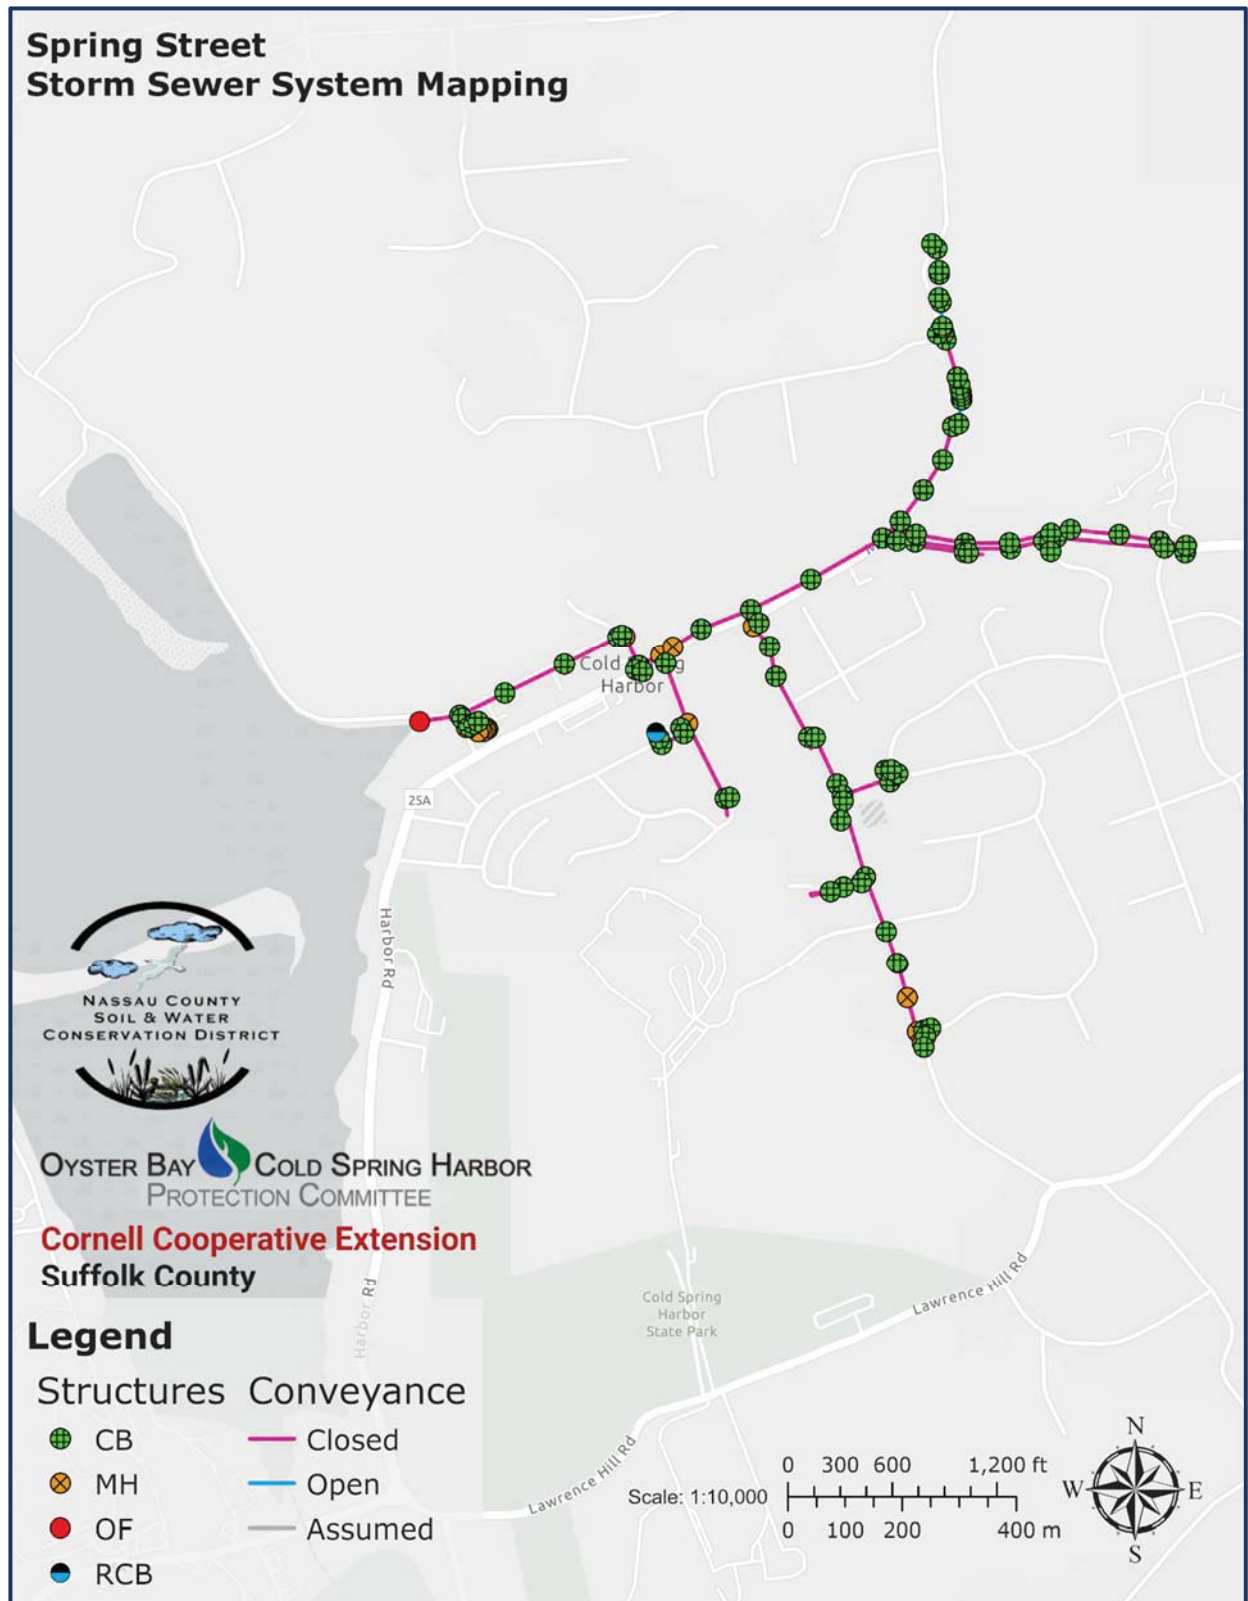 Spring Street
Storm Sewer System Mapping
Cold Spring
Harbor
25A
Harbor Rd
NASSAU COUNTY
SOIL & WATER
CONSERVATION DISTRICT
OYSTER BAY COLD SPRING HARBOR
PROTECTION COMMITTEE
Cornell Cooperative Extension
Suffolk County
Harbor Rd
Cold Spring
Harbor
State Park
Lawrence Hill Rd
Lawrence Hill Rd
Legend
Structures Conveyance
CB Closed
MH Open
OF Assumed
RCB
0 300 600 1,200 ft
Scale: 1:10,000
0 100 200 400 m
N
W E
S